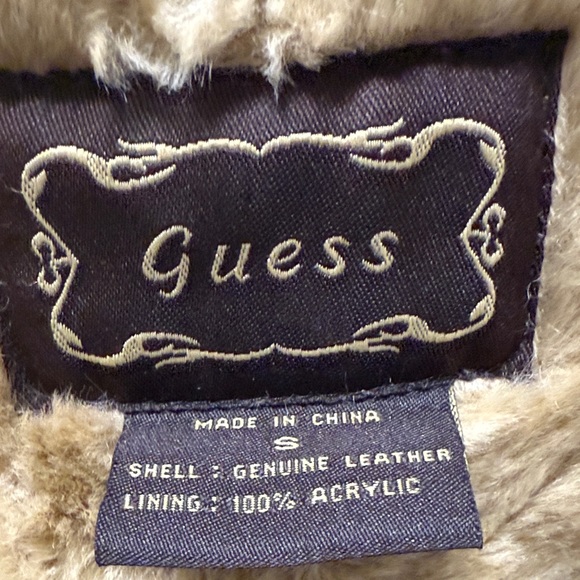 Guess
MADE IN CHINA
S
SHELL : GENUINE LEATHER
LINING : 100% ACRYLIC